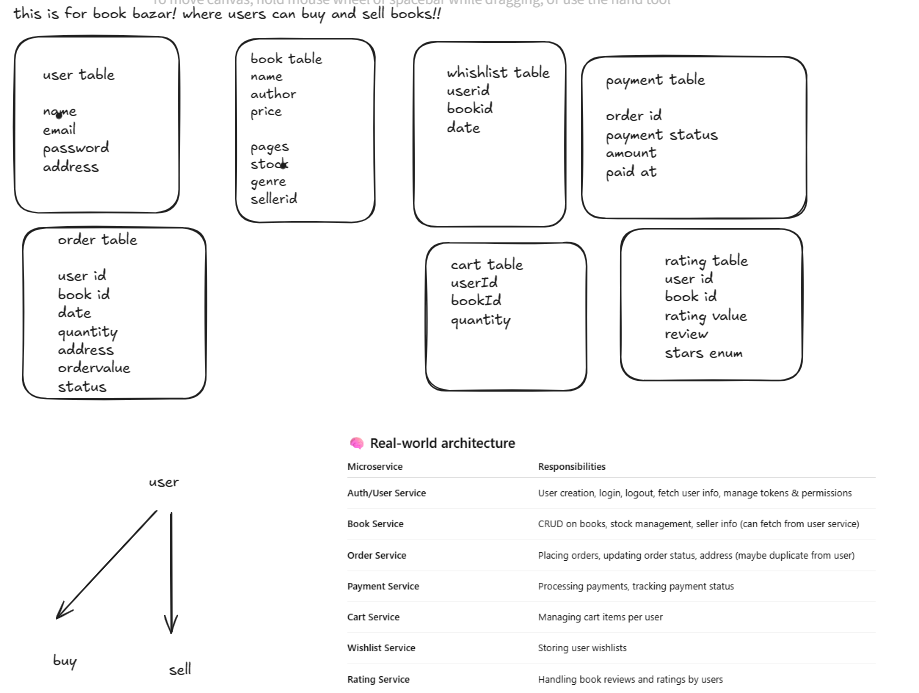 To move canvas, hold mouse wheel or spacebar while dragging, or use the hand tool
this is for book bazar! where users can buy and sell books!!
user table
name
email
password
address
book table
name
author
price
pages
stock
genre
sellerid
whishlist table
userid
bookid
date
payment table
order id
payment status
amount
paid at
order table
user id
book id
date
quantity
address
ordervalue
status
cart table
userId
bookId
quantity
rating table
user id
book id
rating value
review
stars enum
user
buy
sell
🧠 Real-world architecture
Microservice Responsibilities
Auth/User Service User creation, login, logout, fetch user info, manage tokens & permissions
Book Service CRUD on books, stock management, seller info (can fetch from user service)
Order Service Placing orders, updating order status, address (maybe duplicate from user)
Payment Service Processing payments, tracking payment status
Cart Service Managing cart items per user
Wishlist Service Storing user wishlists
Rating Service Handling book reviews and ratings by users